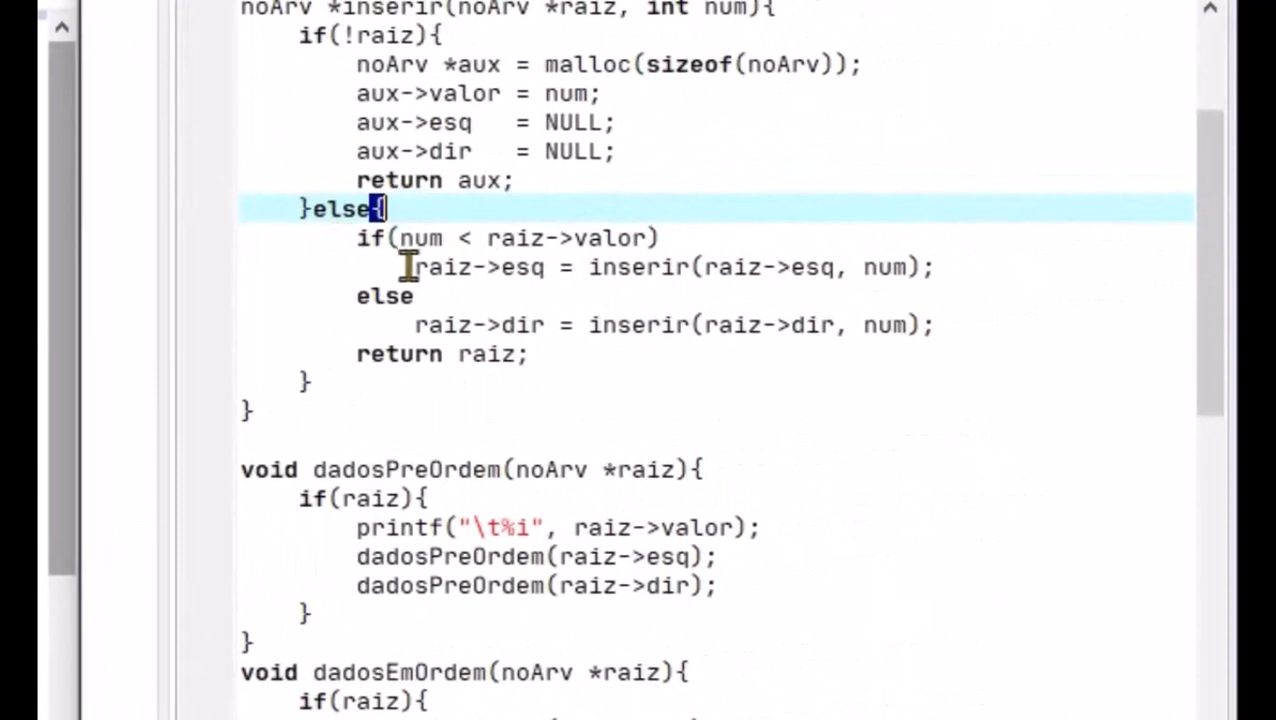 noArv *inserir(noArv *raiz, int num){
    if(!raiz){
        noArv *aux = malloc(sizeof(noArv));
        aux->valor = num;
        aux->esq   = NULL;
        aux->dir   = NULL;
        return aux;
    }else{
        if(num < raiz->valor)
            raiz->esq = inserir(raiz->esq, num);
        else
            raiz->dir = inserir(raiz->dir, num);
        return raiz;
    }
}

void dadosPreOrdem(noArv *raiz){
    if(raiz){
        printf("\t%i", raiz->valor);
        dadosPreOrdem(raiz->esq);
        dadosPreOrdem(raiz->dir);
    }
}
void dadosEmOrdem(noArv *raiz){
    if(raiz){